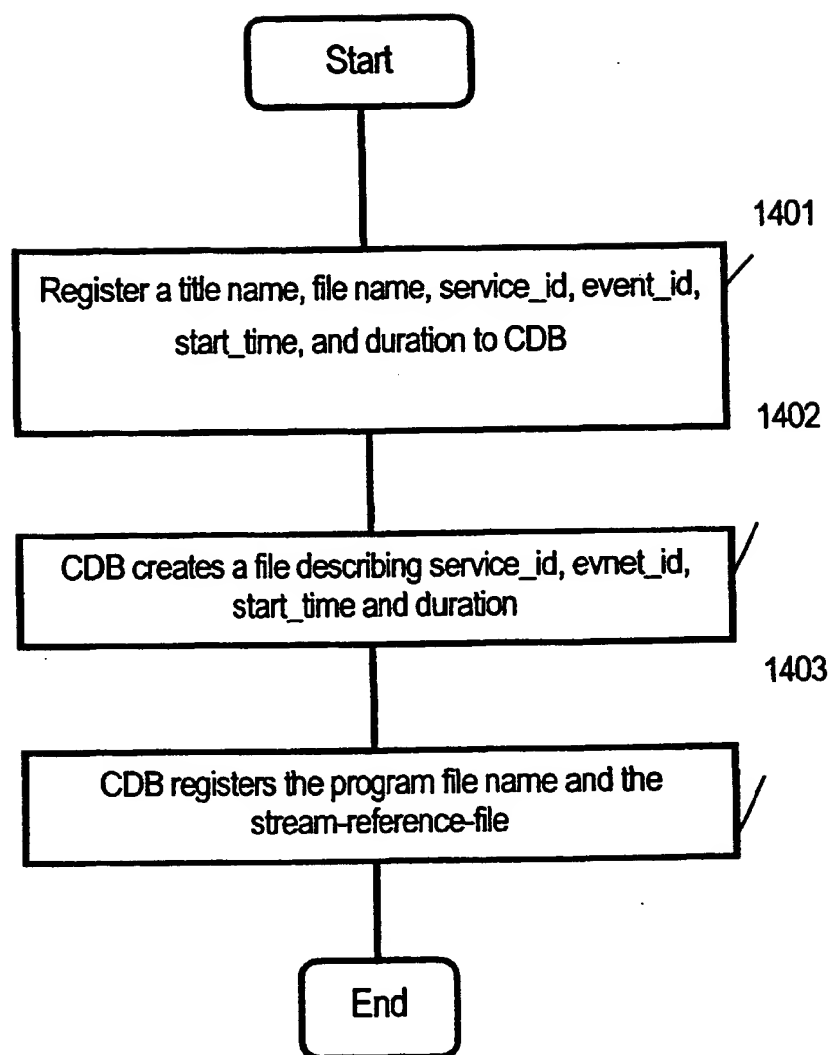 Start
1401
Register a title name, file name, service_id, event_id,
start_time, and duration to CDB
1402
CDB creates a file describing service_id, evnet_id,
start_time and duration
1403
CDB registers the program file name and the
stream-reference-file
End